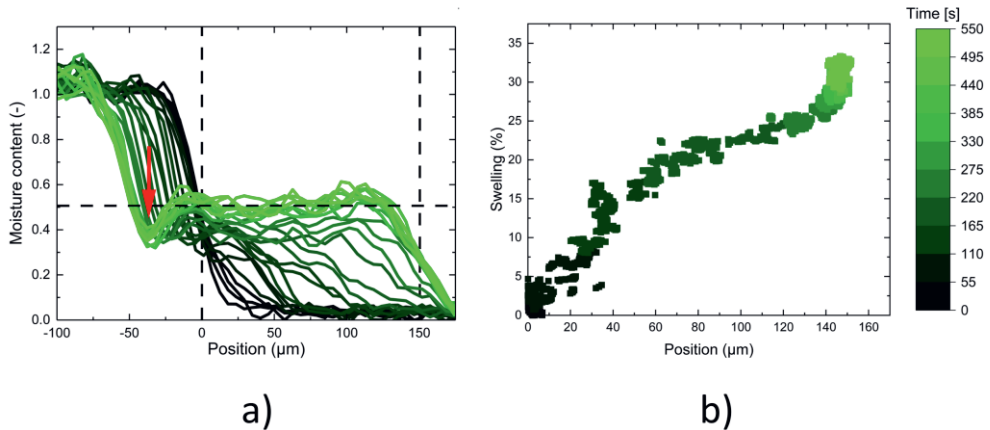 Time [s]
1.2
1.0
0.8
0.6
0.4
0.2
0.0
Moisture content (-)
-100 -50 0 50 100 150
Position (µm)
a)
35
30
25
20
15
10
5
0
Swelling (%)
0 20 40 60 80 100 120 140 160
Position (µm)
b)
550
495
440
385
330
275
220
165
110
55
0